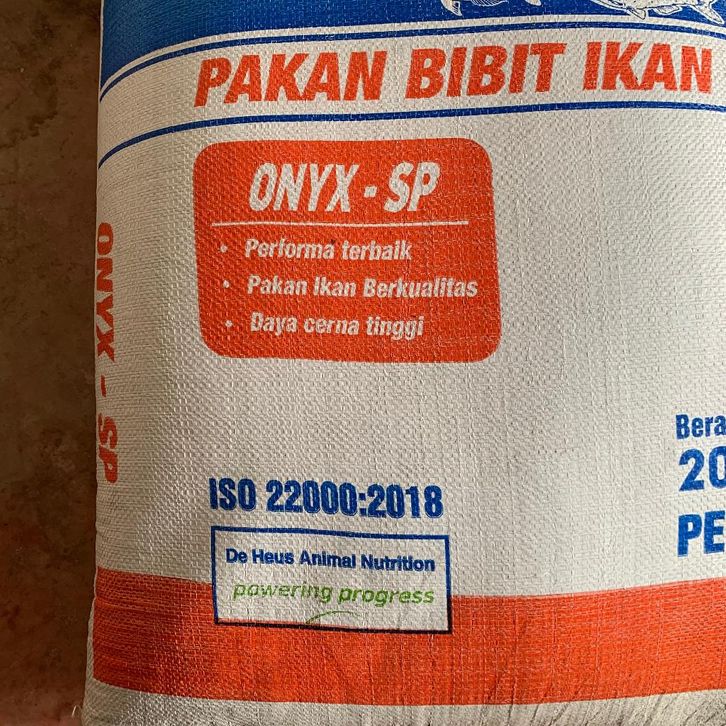 PAKAN BIBIT IKAN
ONYX - SP
• Performa terbaik
• Pakan Ikan Berkualitas
• Daya cerna tinggi
ONYX - SP
ISO 22000:2018
De Heus Animal Nutrition
powering progress
20